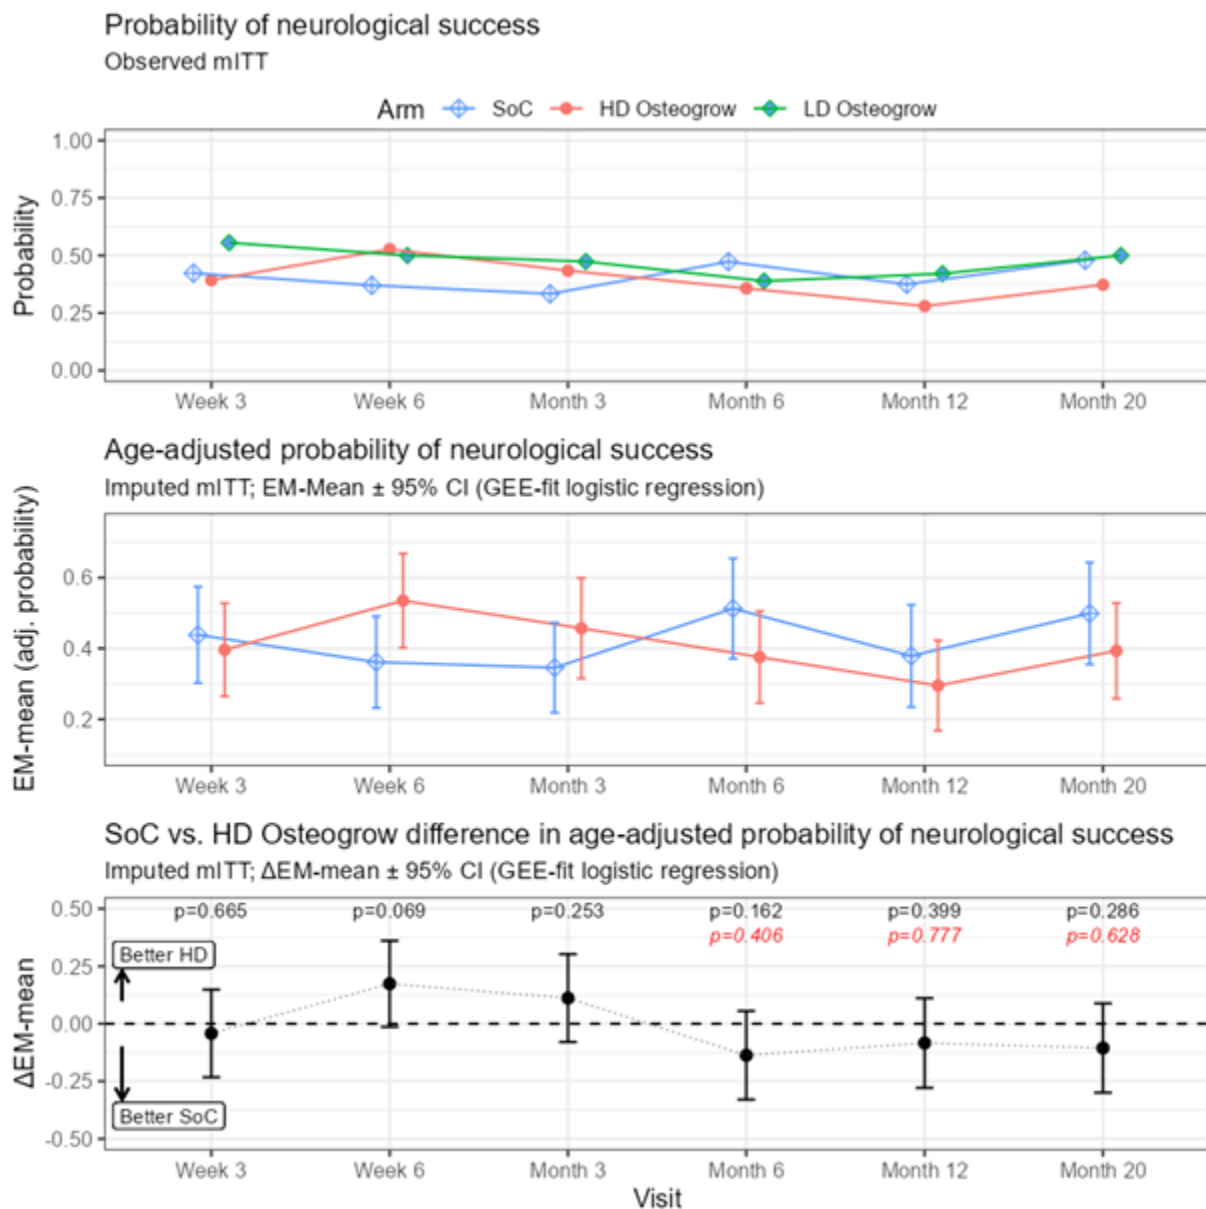 Probability of neurological success
Observed mITT
Arm SoC HD Osteogrow LD Osteogrow
1.00
0.75
0.50
0.25
0.00
Probability
Week 3 Week 6 Month 3 Month 6 Month 12 Month 20
Age-adjusted probability of neurological success
Imputed mITT; EM-Mean ± 95% CI (GEE-fit logistic regression)
0.6
0.4
0.2
EM-mean (adj. probability)
Week 3 Week 6 Month 3 Month 6 Month 12 Month 20
SoC vs. HD Osteogrow difference in age-adjusted probability of neurological success
Imputed mITT; ΔEM-mean ± 95% CI (GEE-fit logistic regression)
0.50
p=0.665 p=0.069 p=0.253 p=0.162 p=0.399 p=0.286
p=0.406 p=0.777 p=0.628
Better HD
0.25
0.00
-0.25
Better SoC
-0.50
ΔEM-mean
Week 3 Week 6 Month 3 Month 6 Month 12 Month 20
Visit